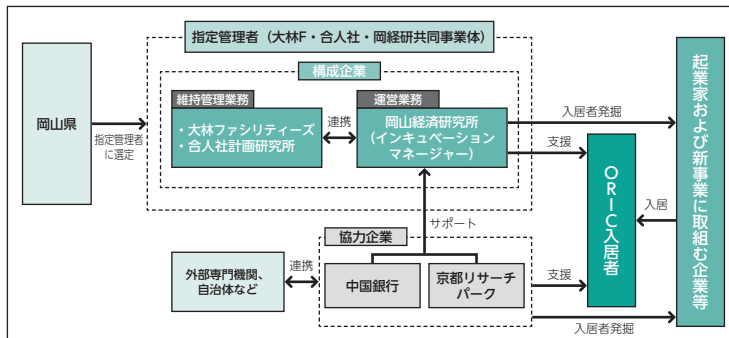 指定管理者（大林F・合人社・岡経研共同事業体）
構成企業
岡山県
指定管理者
に選定
維持管理業務
・大林ファシリティーズ
・合人社計画研究所
連携
運営業務
岡山経済研究所
（インキュベーション
マネージャー）
入居者発掘
支援
起業家および新事業に取組む企業等
ORIC入居者
入居
サポート
協力企業
外部専門機関、
自治体など
連携
中国銀行
京都リサーチ
パーク
支援
入居者発掘